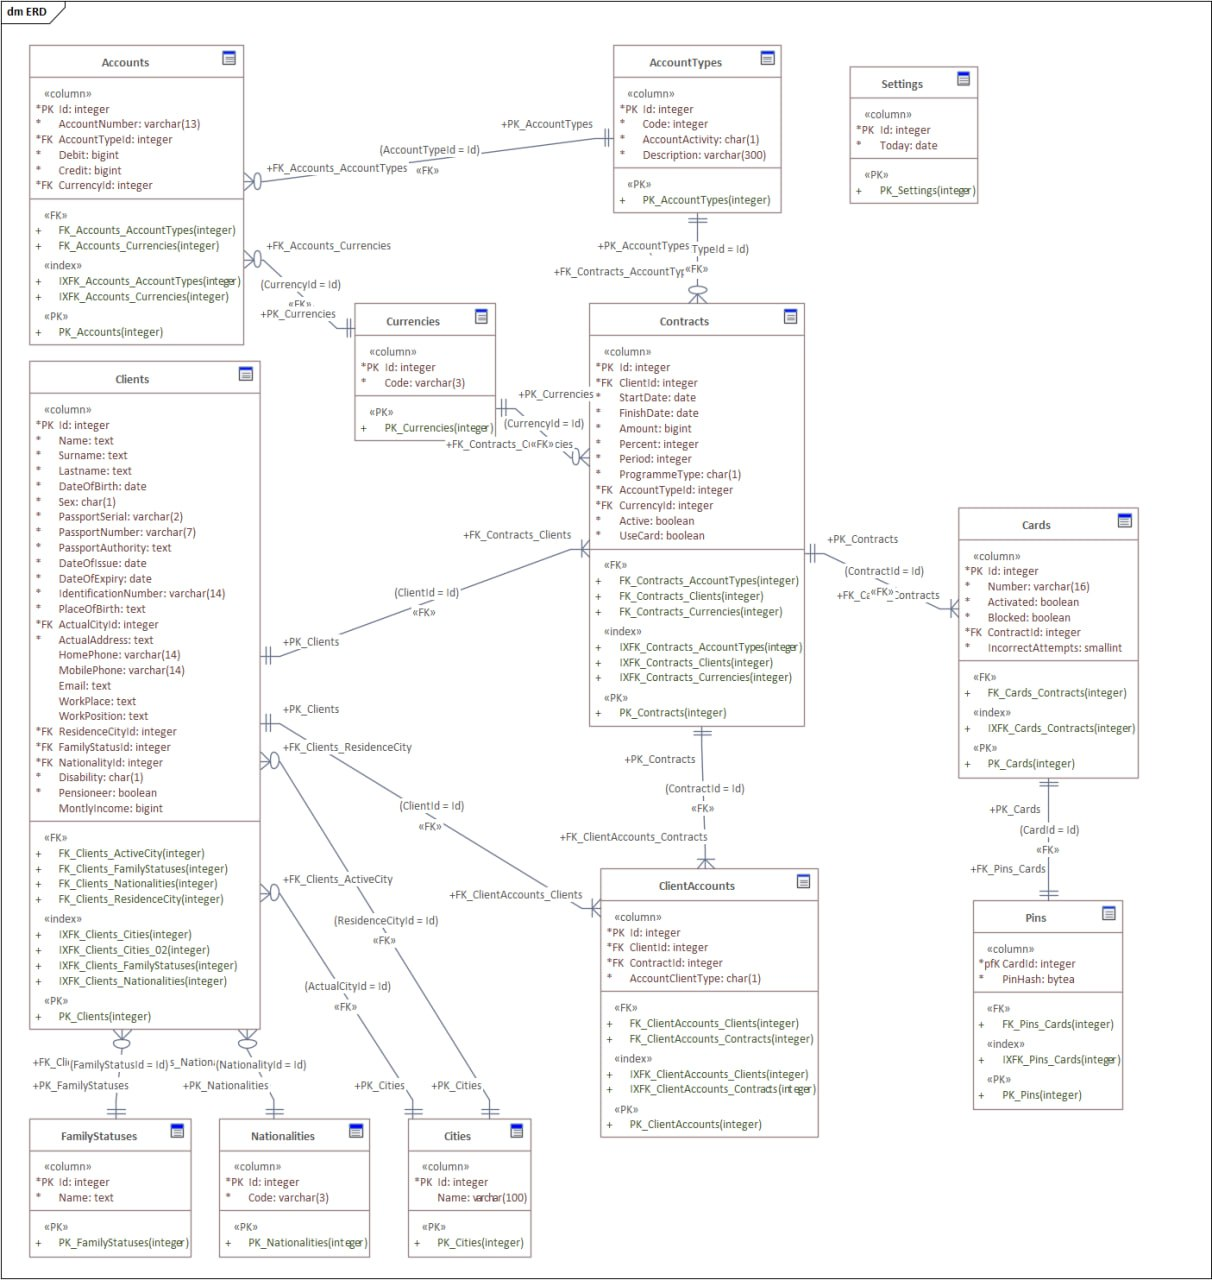 dm ERD
Accounts
«column»
*PK Id: integer
* AccountNumber: varchar(13)
*FK AccountTypeId: integer
* Debit: bigint
* Credit: bigint
*FK CurrencyId: integer
«FK»
+ FK_Accounts_AccountTypes(integer)
+ FK_Accounts_Currencies(integer)
«index»
+ IXFK_Accounts_AccountTypes(integer)
+ IXFK_Accounts_Currencies(integer)
«PK»
+ PK_Accounts(integer)
+PK_AccountTypes
(AccountTypeId = Id)
+FK_Accounts_AccountTypes
«FK»
AccountTypes
«column»
*PK Id: integer
* Code: integer
* AccountActivity: char(1)
* Description: varchar(300)
«PK»
+ PK_AccountTypes(integer)
Settings
«column»
*PK Id: integer
* Today: date
«PK»
+ PK_Settings(integer)
+FK_Accounts_Currencies
(CurrencyId = Id)
«FK»
+PK_Currencies
+PK_AccountTypes
TypeId = Id)
+FK_Contracts_AccountTyp
«FK»
Currencies
«column»
*PK Id: integer
* Code: varchar(3)
«PK»
+ PK_Currencies(integer)
+PK_Currencies
(CurrencyId = Id)
+FK_Contracts_C
«FK»
cies
Contracts
«column»
*PK Id: integer
*FK ClientId: integer
* StartDate: date
* FinishDate: date
* Amount: bigint
* Percent: integer
* Period: integer
* ProgrammeType: char(1)
*FK AccountTypeId: integer
*FK CurrencyId: integer
* Active: boolean
* UseCard: boolean
«FK»
+ FK_Contracts_AccountTypes(integer)
+ FK_Contracts_Clients(integer)
+ FK_Contracts_Currencies(integer)
«index»
+ IXFK_Contracts_AccountTypes(integer)
+ IXFK_Contracts_Clients(integer)
+ IXFK_Contracts_Currencies(integer)
«PK»
+ PK_Contracts(integer)
Clients
«column»
*PK Id: integer
* Name: text
* Surname: text
* Lastname: text
* DateOfBirth: date
* Sex: char(1)
* PassportSerial: varchar(2)
* PassportNumber: varchar(7)
* PassportAuthority: text
* DateOfIssue: date
* DateOfExpiry: date
* IdentificationNumber: varchar(14)
* PlaceOfBirth: text
*FK ActualCityId: integer
* ActualAddress: text
HomePhone: varchar(14)
MobilePhone: varchar(14)
Email: text
WorkPlace: text
WorkPosition: text
*FK ResidenceCityId: integer
*FK FamilyStatusId: integer
*FK NationalityId: integer
* Disability: char(1)
* Pensioneer: boolean
MontlyIncome: bigint
«FK»
+ FK_Clients_ActiveCity(integer)
+ FK_Clients_FamilyStatuses(integer)
+ FK_Clients_Nationalities(integer)
+ FK_Clients_ResidenceCity(integer)
«index»
+ IXFK_Clients_Cities(integer)
+ IXFK_Clients_Cities_02(integer)
+ IXFK_Clients_FamilyStatuses(integer)
+ IXFK_Clients_Nationalities(integer)
«PK»
+ PK_Clients(integer)
+FK_Contracts_Clients
(ClientId = Id)
«FK»
+PK_Clients
+PK_Contracts
(ContractId = Id)
«FK»
+FK_Ca
ontracts
Cards
«column»
*PK Id: integer
* Number: varchar(16)
* Activated: boolean
* Blocked: boolean
*FK ContractId: integer
* IncorrectAttempts: smallint
«FK»
+ FK_Cards_Contracts(integer)
«index»
+ IXFK_Cards_Contracts(integer)
«PK»
+ PK_Cards(integer)
+PK_Clients
+FK_Clients_ResidenceCity
(ClientId = Id)
«FK»
+FK_ClientAccounts_Clients
+PK_Contracts
(ContractId = Id)
«FK»
+FK_ClientAccounts_Contracts
+PK_Cards
(CardId = Id)
«FK»
+FK_Pins_Cards
+FK_Clients_ActiveCity
(ResidenceCityId = Id)
«FK»
(ActualCityId = Id)
«FK»
ClientAccounts
«column»
*PK Id: integer
*FK ClientId: integer
*FK ContractId: integer
* AccountClientType: char(1)
«FK»
+ FK_ClientAccounts_Clients(integer)
+ FK_ClientAccounts_Contracts(integer)
«index»
+ IXFK_ClientAccounts_Clients(integer)
+ IXFK_ClientAccounts_Contracts(integer)
«PK»
+ PK_ClientAccounts(integer)
Pins
«column»
*pfK CardId: integer
* PinHash: bytea
«FK»
+ FK_Pins_Cards(integer)
«index»
+ IXFK_Pins_Cards(integer)
«PK»
+ PK_Pins(integer)
+FK_Cli
(FamilyStatusId = Id)
s_Nation
(NationalityId = Id)
+PK_FamilyStatuses
+PK_Nationalities
+PK_Cities
+PK_Cities
FamilyStatuses
«column»
*PK Id: integer
* Name: text
«PK»
+ PK_FamilyStatuses(integer)
Nationalities
«column»
*PK Id: integer
* Code: varchar(3)
«PK»
+ PK_Nationalities(integer)
Cities
«column»
*PK Id: integer
Name: varchar(100)
«PK»
+ PK_Cities(integer)